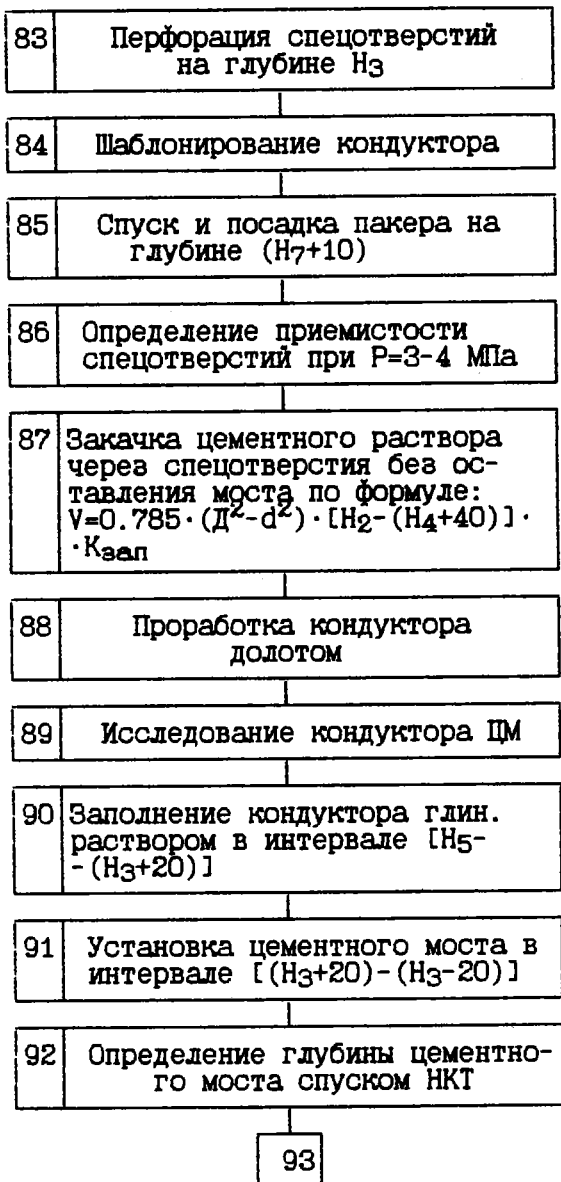 83 Перфорация спецотверстий
на глубине H3
84 Шаблонирование кондуктора
85 Спуск и посадка пакера на
глубине (H7+10)
86 Определение приемистости
спецотверстий при P=3-4 МПа
87 Закачка цементного раствора
через спецотверстия без ос-
тавления моста по формуле:
V=0.785·(Д²-d²)·[H2-(H4+40)]·
·Kзап
88 Проработка кондуктора
долотом
89 Исследование кондуктора ЦМ
90 Заполнение кондуктора глин.
раствором в интервале [H5-
-(H3+20)]
91 Установка цементного моста в
интервале [(H3+20)-(H3-20)]
92 Определение глубины цементно-
го моста спуском НКТ
93